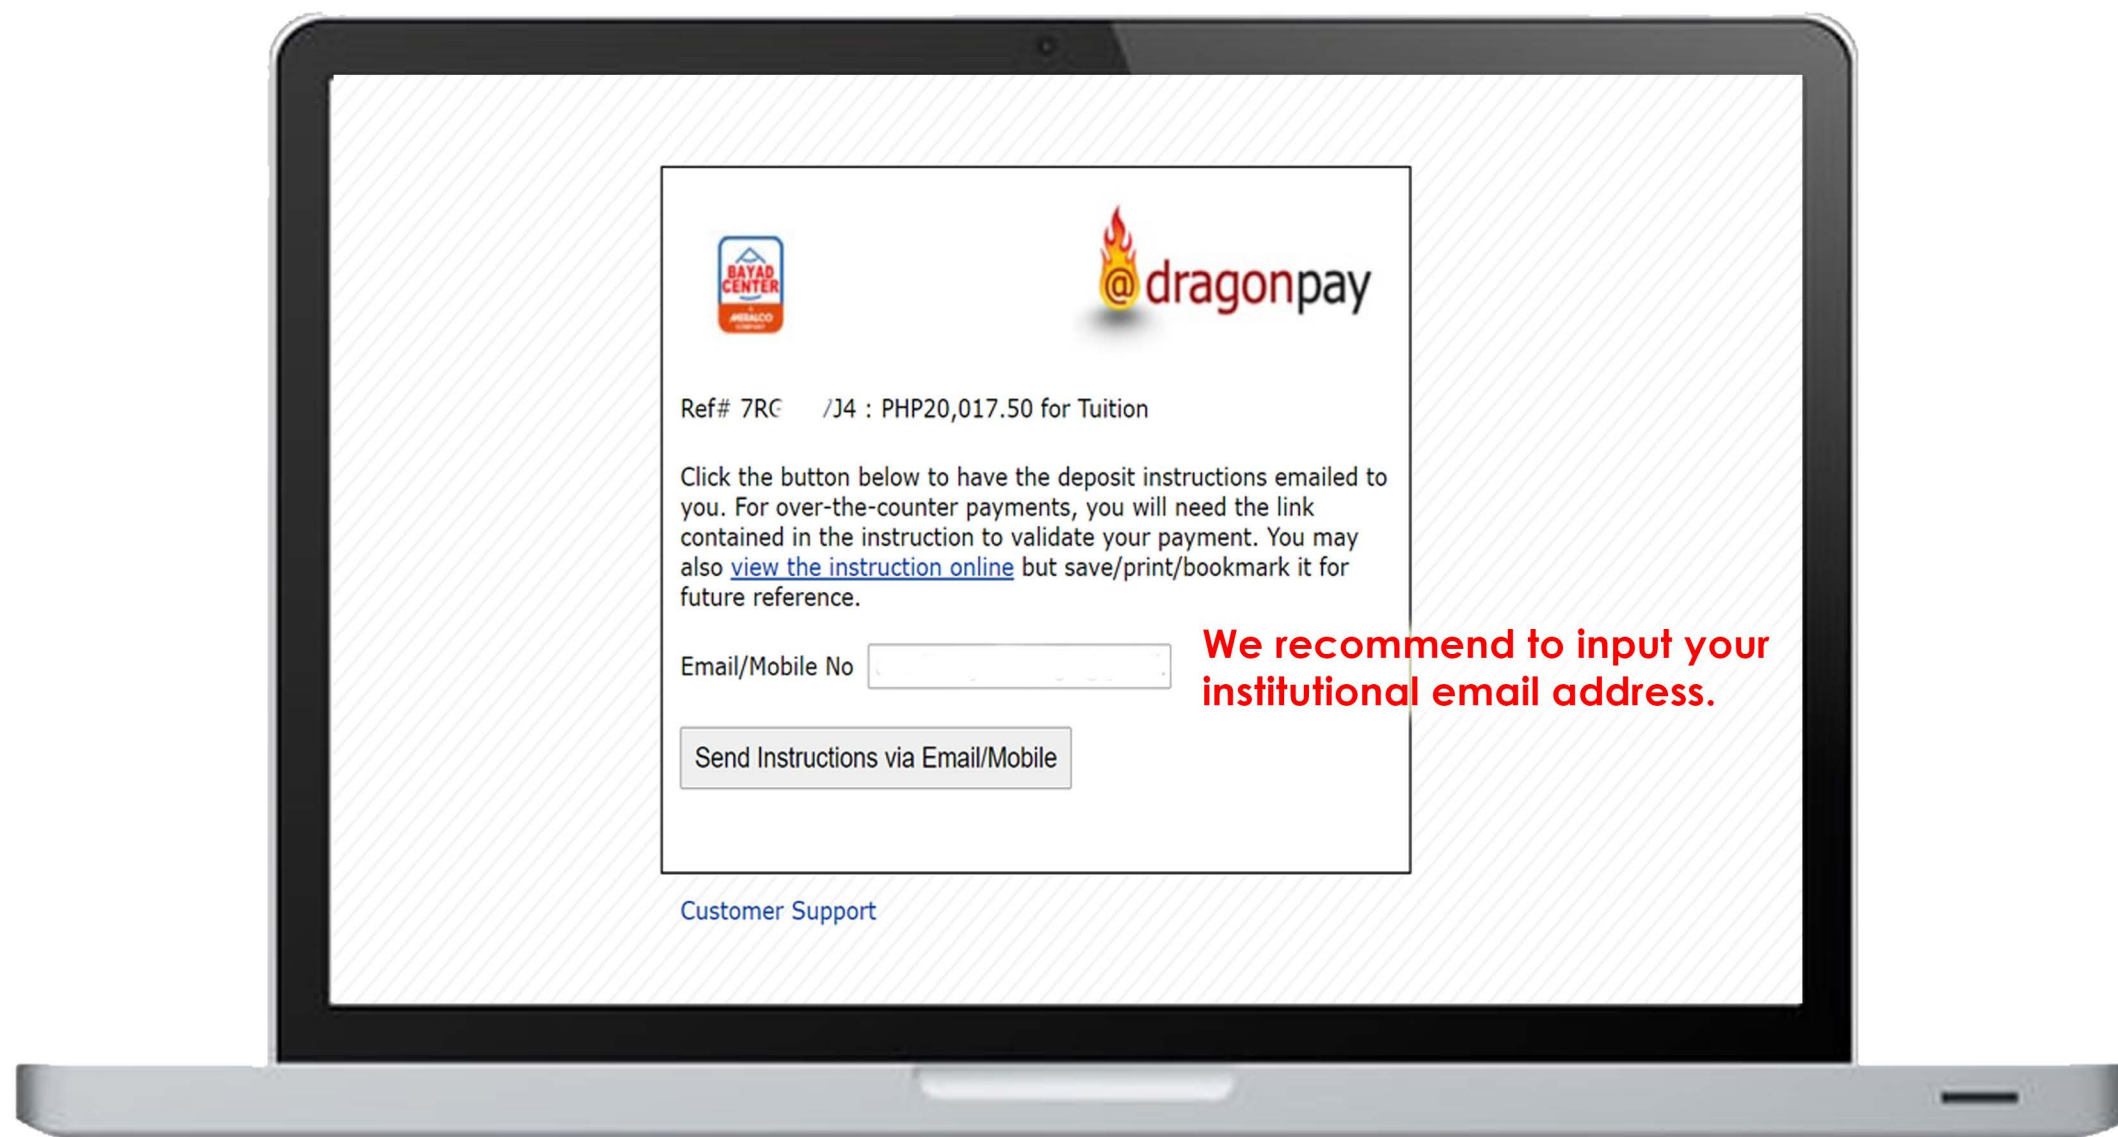 BAYAD
CENTER
A
MERALCO
COMPANY
@dragonpay
Ref# 7RG /J4 : PHP20,017.50 for Tuition
Click the button below to have the deposit instructions emailed to
you. For over-the-counter payments, you will need the link
contained in the instruction to validate your payment. You may
also view the instruction online but save/print/bookmark it for
future reference.
Email/Mobile No
We recommend to input your
institutional email address.
Send Instructions via Email/Mobile
Customer Support